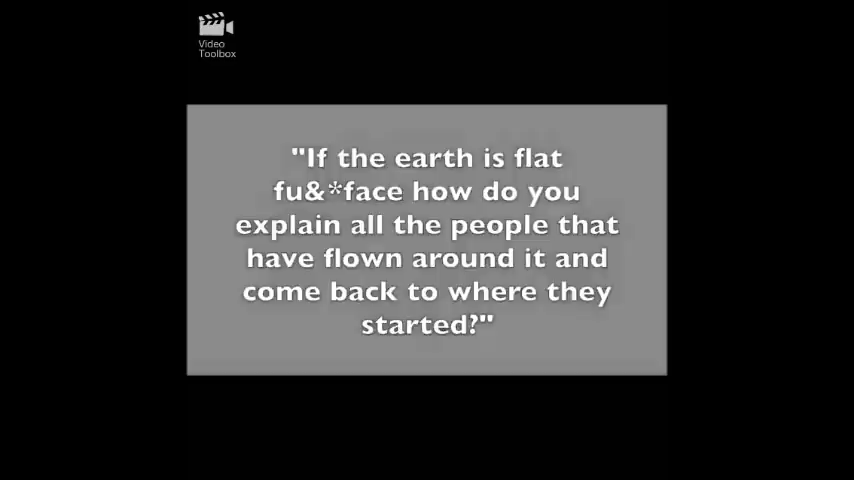 Video
Toolbox
"If the earth is flat
fu&*face how do you
explain all the people that
have flown around it and
come back to where they
started?"